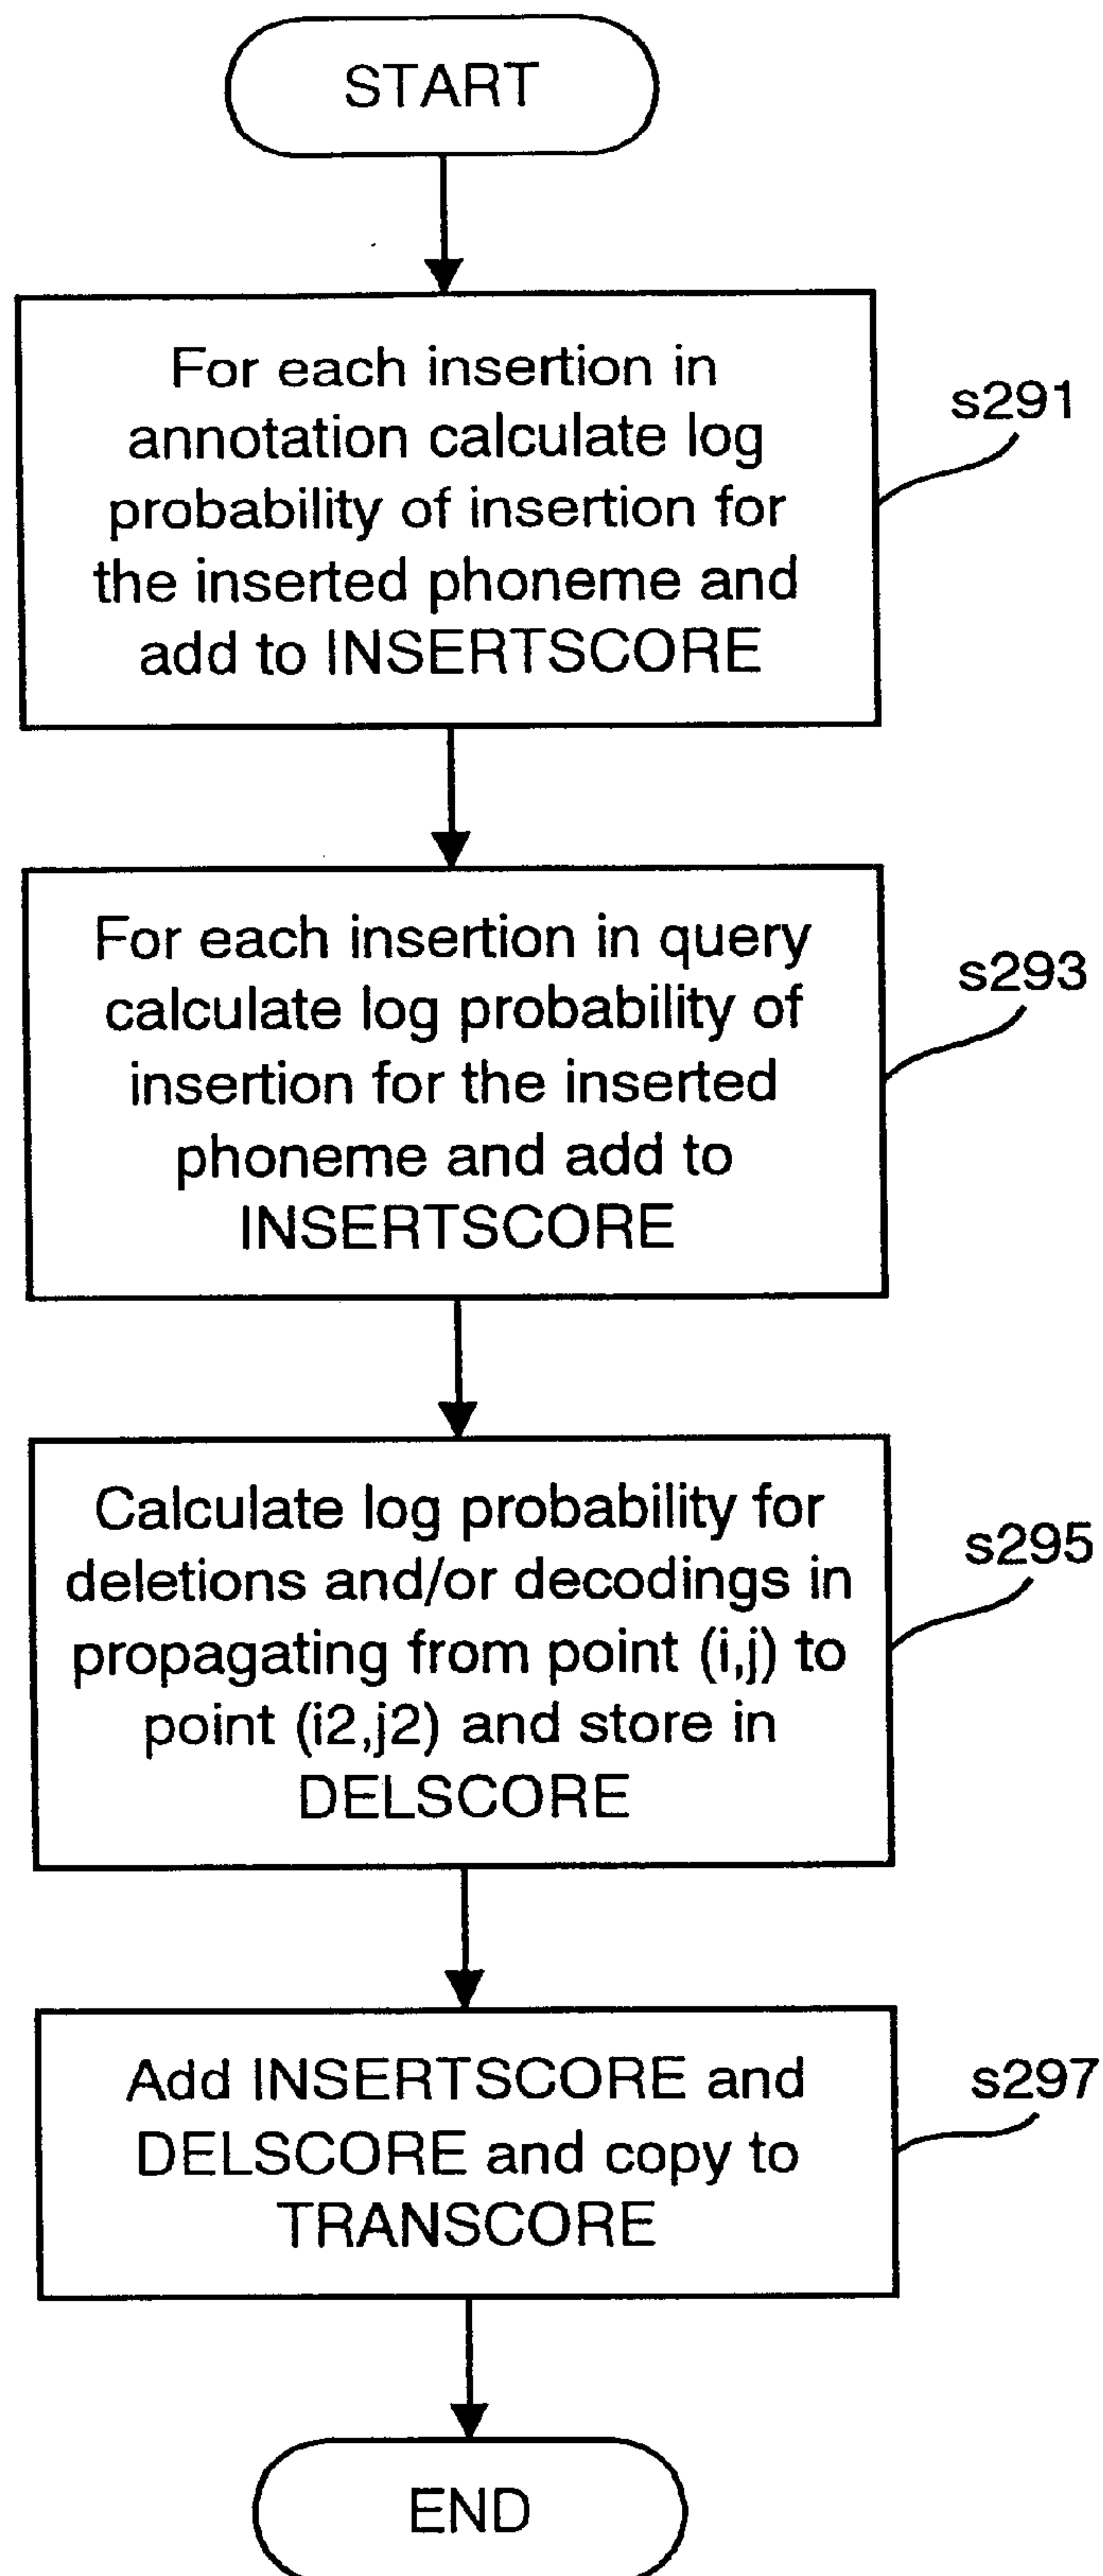 START
For each insertion in
annotation calculate log
probability of insertion for
the inserted phoneme and
add to INSERTSCORE
s291
For each insertion in query
calculate log probability of
insertion for the inserted
phoneme and add to
INSERTSCORE
s293
Calculate log probability for
deletions and/or decodings in
propagating from point (i,j) to
point (i2,j2) and store in
DELSCORE
s295
Add INSERTSCORE and
DELSCORE and copy to
TRANSCORE
s297
END